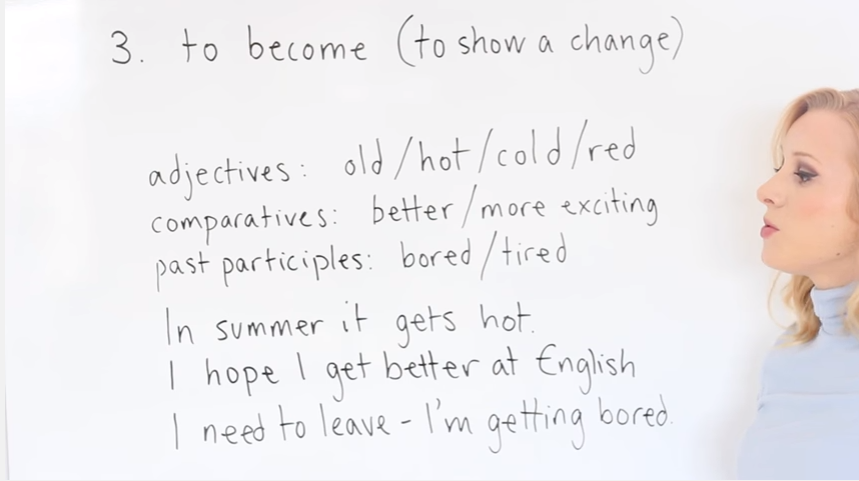 3. to become (to show a change)
adjectives: old/hot/cold/red
comparatives: better/more exciting
past participles: bored/tired
In summer it gets hot.
I hope I get better at English
I need to leave - I'm getting bored.